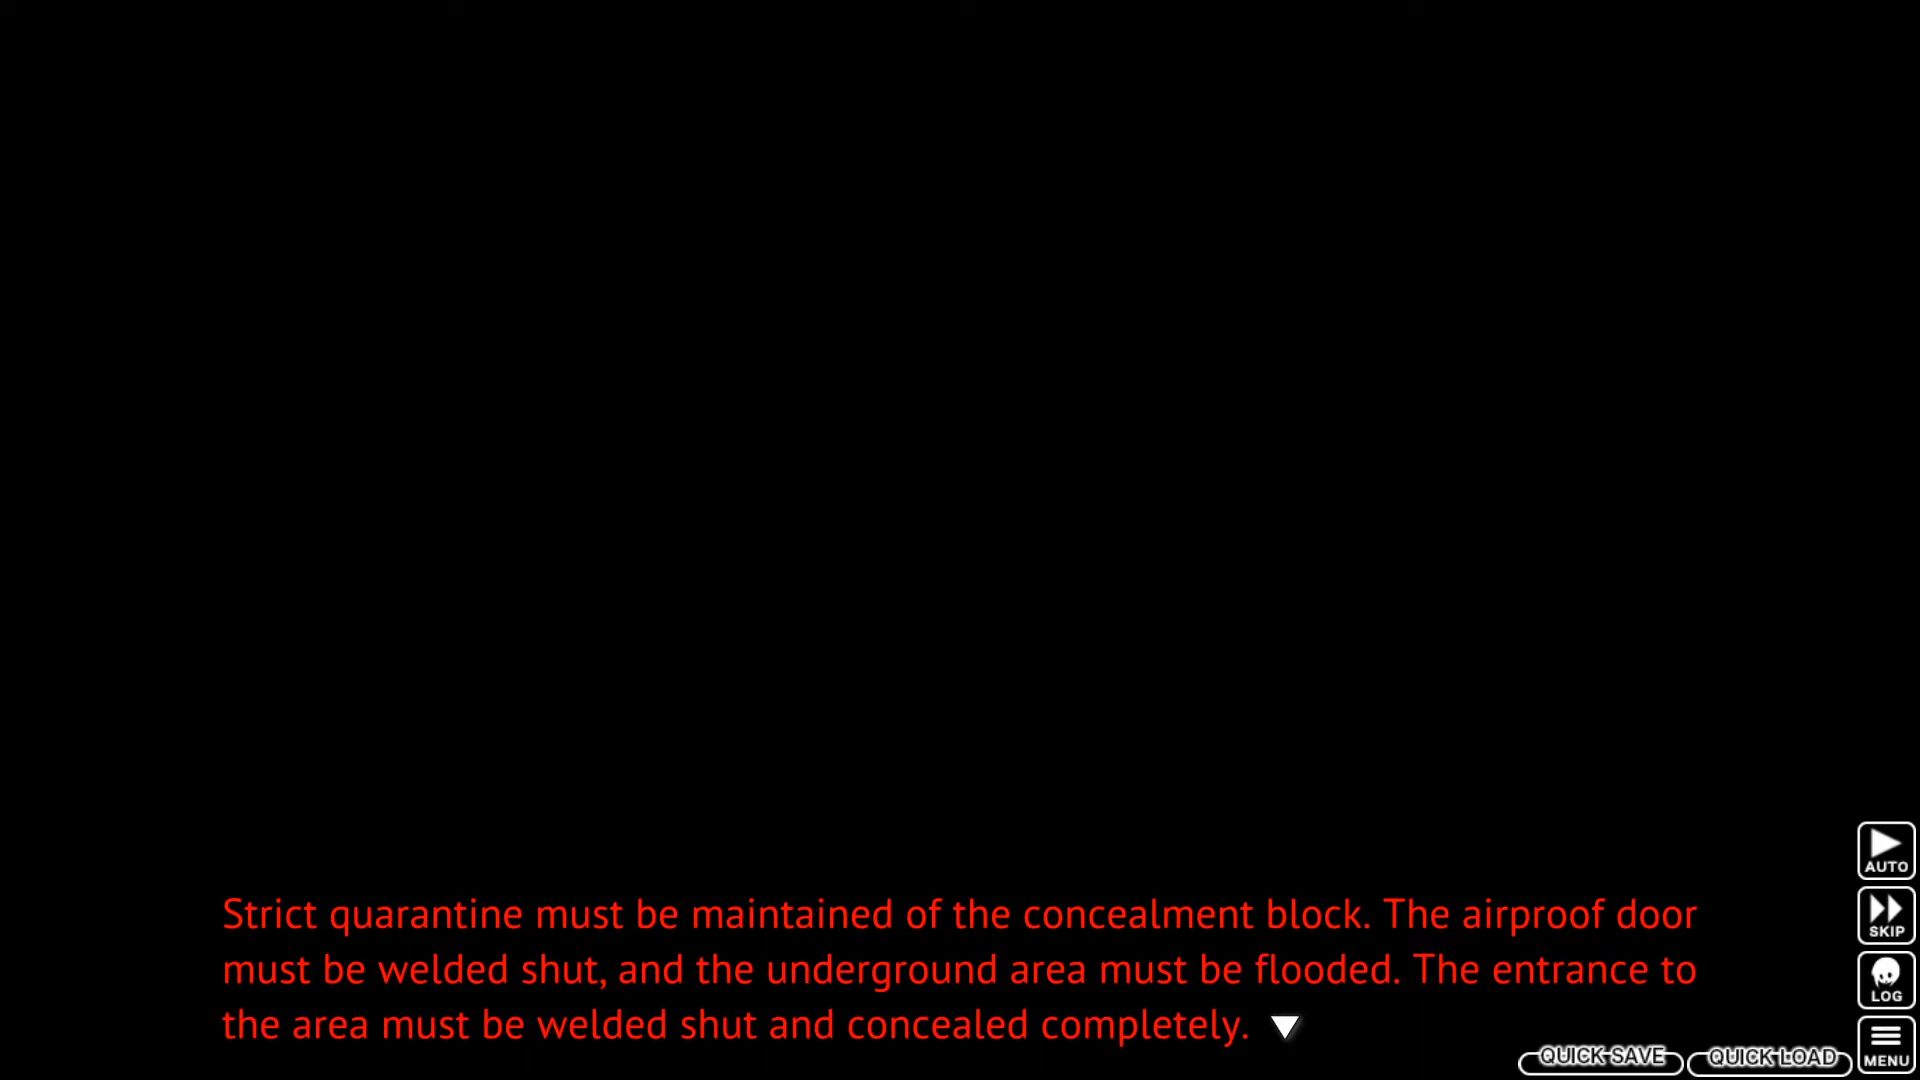 Strict quarantine must be maintained of the concealment block. The airproof door
must be welded shut, and the underground area must be flooded. The entrance to
the area must be welded shut and concealed completely.
AUTO
SKIP
LOG
MENU
QUICK SAVE
QUICK LOAD